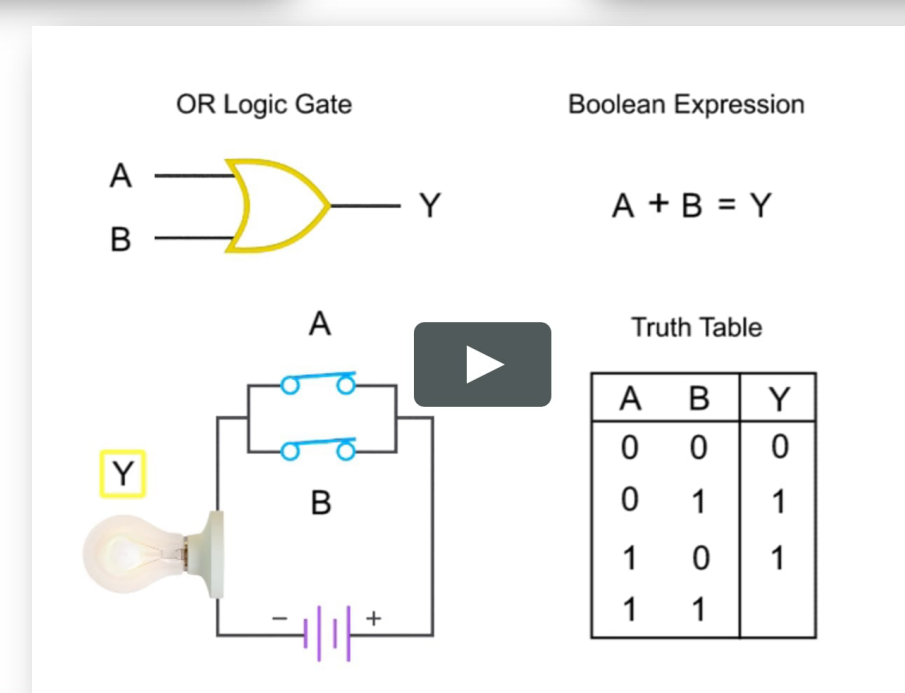 OR Logic Gate
A
B
Y
Boolean Expression
A + B = Y
A
B
Y
− +
Truth Table
A B Y
0 0 0
0 1 1
1 0 1
1 1